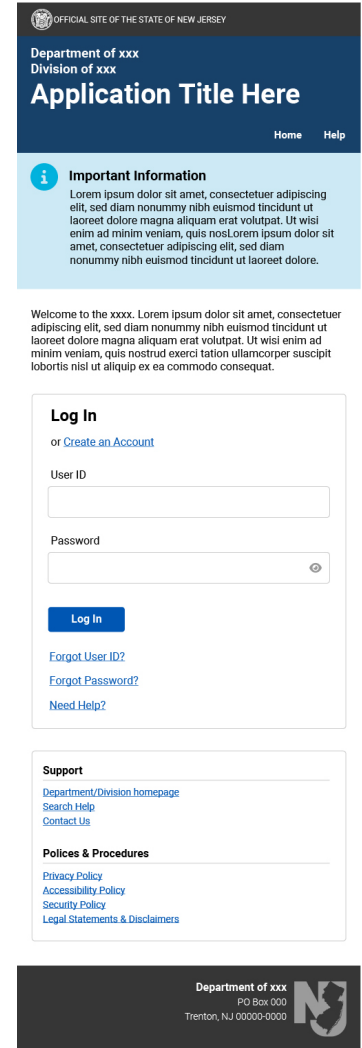 OFFICIAL SITE OF THE STATE OF NEW JERSEY
Department of xxx
Division of xxx
Application Title Here
Home Help
i
Important Information
Lorem ipsum dolor sit amet, consectetuer adipiscing
elit, sed diam nonummy nibh euismod tincidunt ut
laoreet dolore magna aliquam erat volutpat. Ut wisi
enim ad minim veniam, quis nosLorem ipsum dolor sit
amet, consectetuer adipiscing elit, sed diam
nonummy nibh euismod tincidunt ut laoreet dolore.
Welcome to the xxxx. Lorem ipsum dolor sit amet, consectetuer
adipiscing elit, sed diam nonummy nibh euismod tincidunt ut
laoreet dolore magna aliquam erat volutpat. Ut wisi enim ad
minim veniam, quis nostrud exerci tation ullamcorper suscipit
lobortis nisl ut aliquip ex ea commodo consequat.
Log In
or Create an Account
User ID
Password
Log In
Forgot User ID?
Forgot Password?
Need Help?
Support
Department/Division homepage
Search Help
Contact Us
Polices & Procedures
Privacy Policy
Accessibility Policy
Security Policy
Legal Statements & Disclaimers
Department of xxx
PO Box 000
Trenton, NJ 00000-0000
NJ